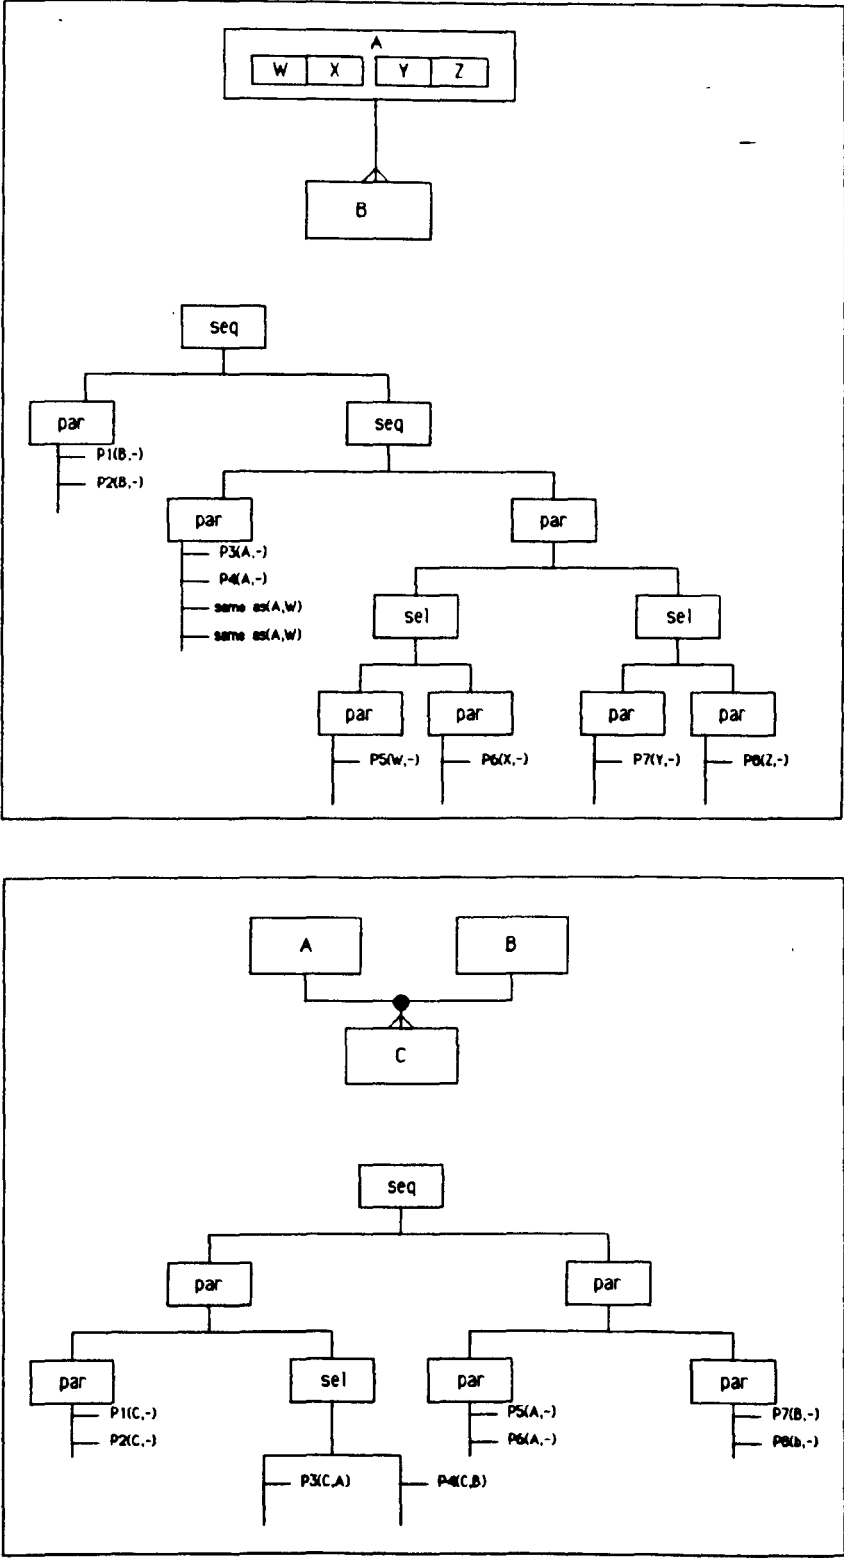 A
W X Y Z
B
seq
par seq
P1(B,-)
P2(B,-)
par par
P3(A,-)
P4(A,-)
same as(A,W)
same as(A,W)
sel sel
par par par par
P5(W,-) P6(X,-) P7(Y,-) P8(Z,-)
A B
C
seq
par par
par sel par par
P1(C,-) P5(A,-) P7(B,-)
P2(C,-) P6(A,-) P8(b,-)
P3(C,A) P4(C,B)